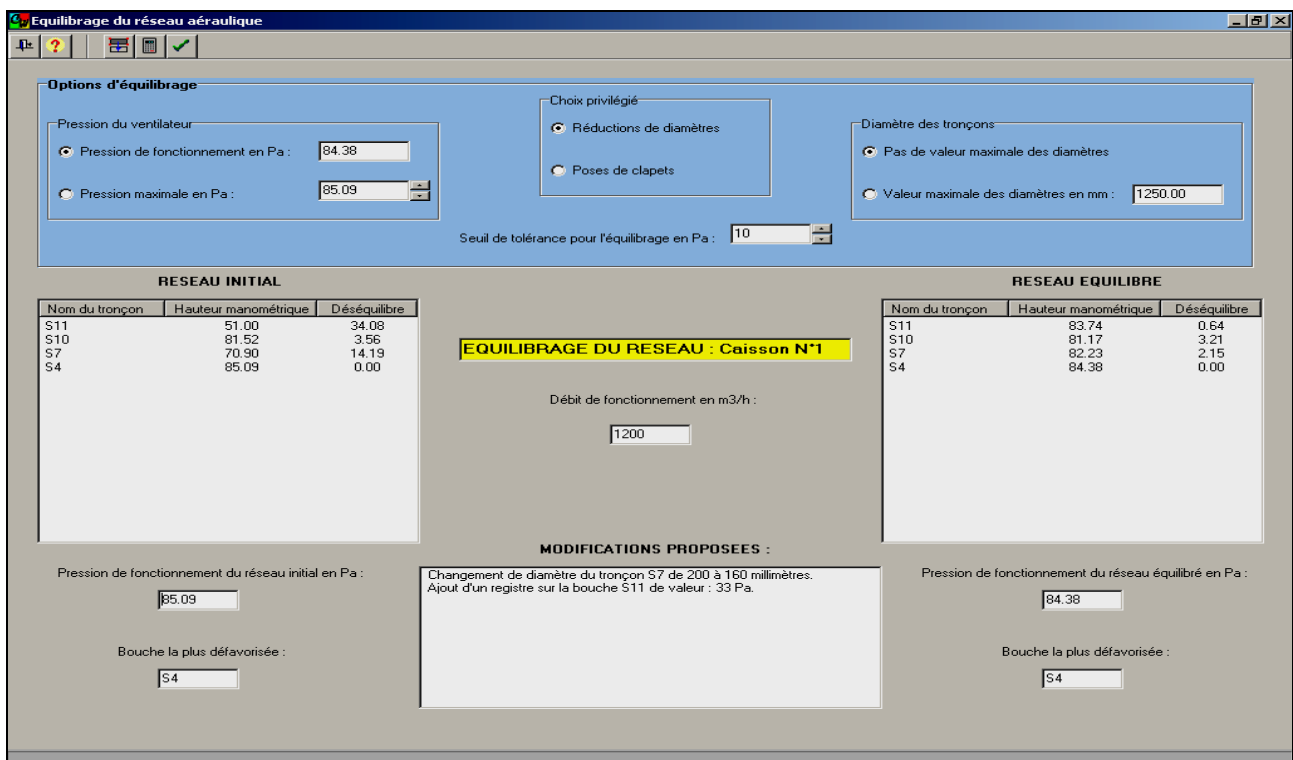 Equilibrage du réseau aéraulique
Options d'équilibrage
Pression du ventilateur
Pression de fonctionnement en Pa : 84.38
Pression maximale en Pa : 85.09
Choix privilégié
Réductions de diamètres
Poses de clapets
Diamètre des tronçons
Pas de valeur maximale des diamètres
Valeur maximale des diamètres en mm : 1250.00
Seuil de tolérance pour l'équilibrage en Pa : 10
RESEAU INITIAL
Nom du tronçon Hauteur manométrique Déséquilibre
S11 51.00 34.08
S10 81.52 3.56
S7 70.90 14.19
S4 85.09 0.00
EQUILIBRAGE DU RESEAU : Caisson N°1
Débit de fonctionnement en m3/h :
1200
RESEAU EQUILIBRE
Nom du tronçon Hauteur manométrique Déséquilibre
S11 83.74 0.64
S10 81.17 3.21
S7 82.23 2.15
S4 84.38 0.00
MODIFICATIONS PROPOSEES :
Changement de diamètre du tronçon S7 de 200 à 160 millimètres.
Ajout d'un registre sur la bouche S11 de valeur : 33 Pa.
Pression de fonctionnement du réseau initial en Pa :
85.09
Bouche la plus défavorisée :
S4
Pression de fonctionnement du réseau équilibré en Pa :
84.38
Bouche la plus défavorisée :
S4